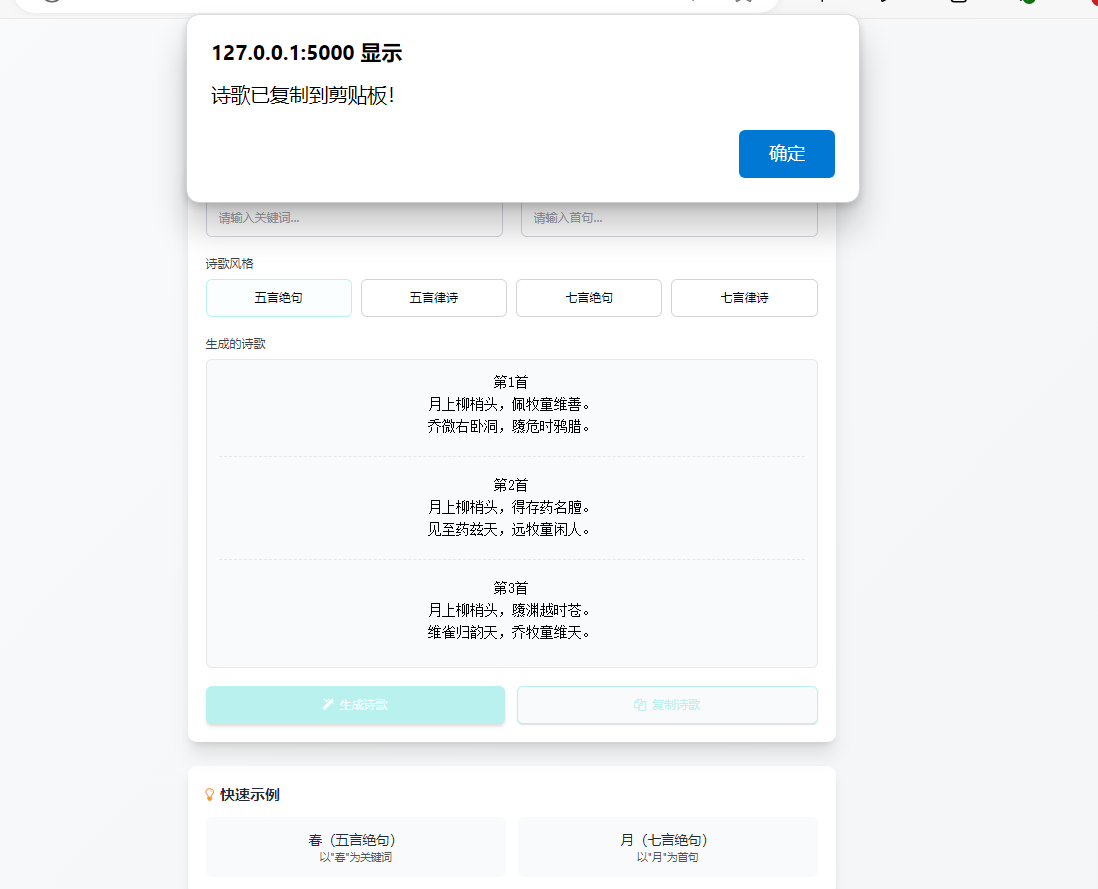 127.0.0.1:5000 显示
诗歌已复制到剪贴板！
确定
请输入关键词...
请输入首句...
诗歌风格
五言绝句
五言律诗
七言绝句
七言律诗
生成的诗歌
第1首
月上柳梢头，佩牧童维善。
乔微右卧洞，隳危时鸦腊。
第2首
月上柳梢头，得存药名膻。
见至药兹天，远牧童闲人。
第3首
月上柳梢头，隳渊越时苍。
维雀归韵天，乔牧童维天。
生成诗歌
复制诗歌
快速示例
春（五言绝句）
以"春"为关键词
月（七言绝句）
以"月"为首句